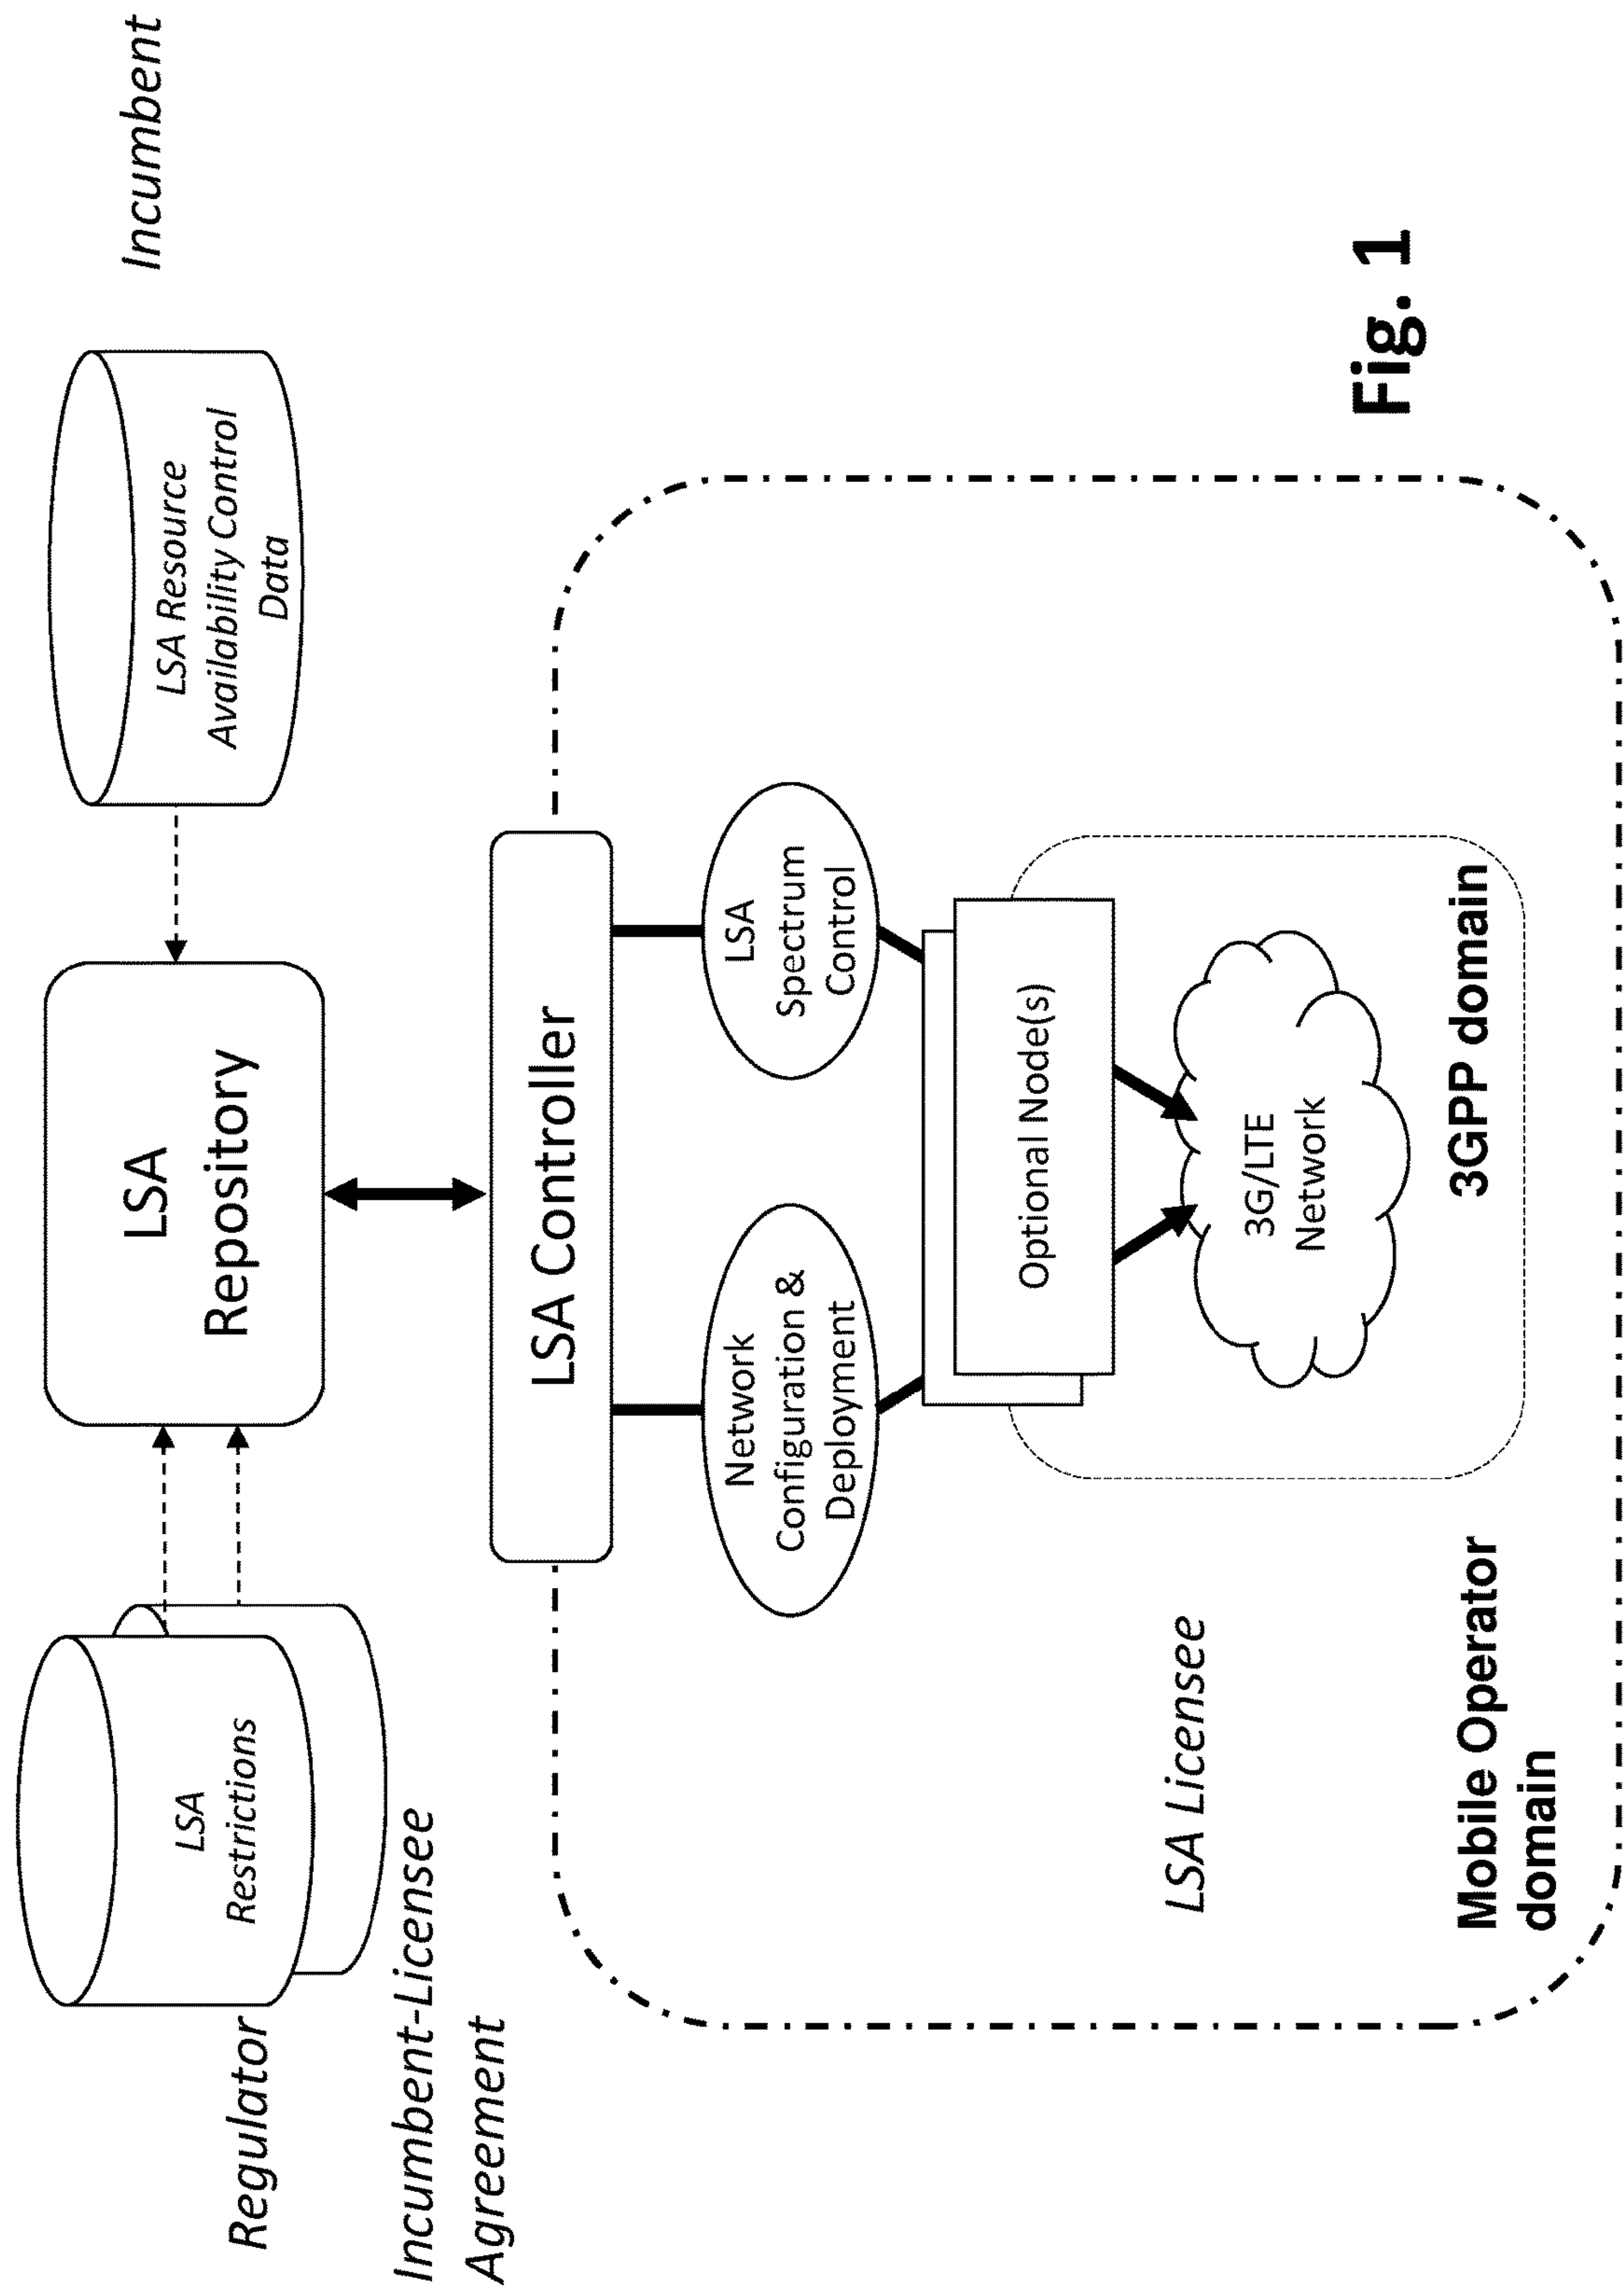 LSA
Restrictions
Regulator
Incumbent-Licensee
Agreement
LSA
Repository
LSA Resource
Availability Control
Data
Incumbent
LSA Controller
Network
Configuration &
Deployment
LSA
Spectrum
Control
Optional Node(s)
3G/LTE
Network
LSA Licensee
3GPP domain
Mobile Operator
domain
Fig. 1